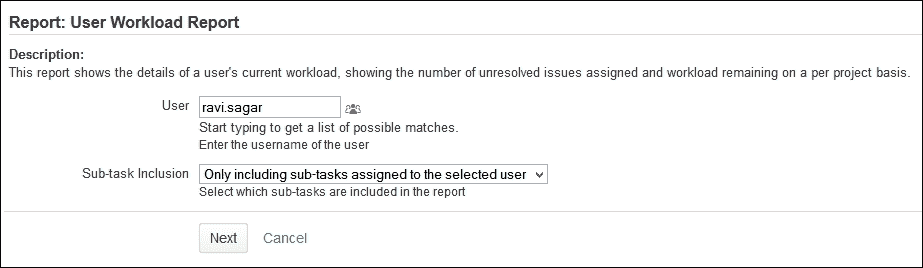 Report: User Workload Report
Description:
This report shows the details of a user's current workload, showing the number of unresolved issues assigned and workload remaining on a per project basis.
User ravi.sagar
Start typing to get a list of possible matches.
Enter the username of the user
Sub-task Inclusion Only including sub-tasks assigned to the selected user
Select which sub-tasks are included in the report
Next Cancel